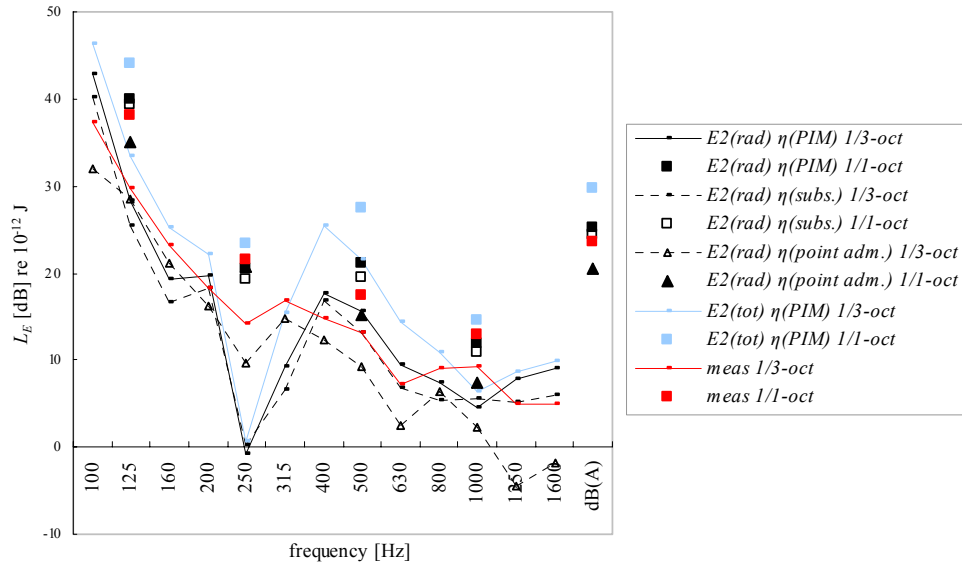 50
40
30
20
10
0
-10
L_E [dB] re 10⁻¹² J
100
125
160
200
250
315
400
500
630
800
1000
1250
1600
dB(A)
frequency [Hz]
E2(rad) η(PIM) 1/3-oct
E2(rad) η(PIM) 1/1-oct
E2(rad) η(subs.) 1/3-oct
E2(rad) η(subs.) 1/1-oct
E2(rad) η(point adm.) 1/3-oct
E2(rad) η(point adm.) 1/1-oct
E2(tot) η(PIM) 1/3-oct
E2(tot) η(PIM) 1/1-oct
meas 1/3-oct
meas 1/1-oct